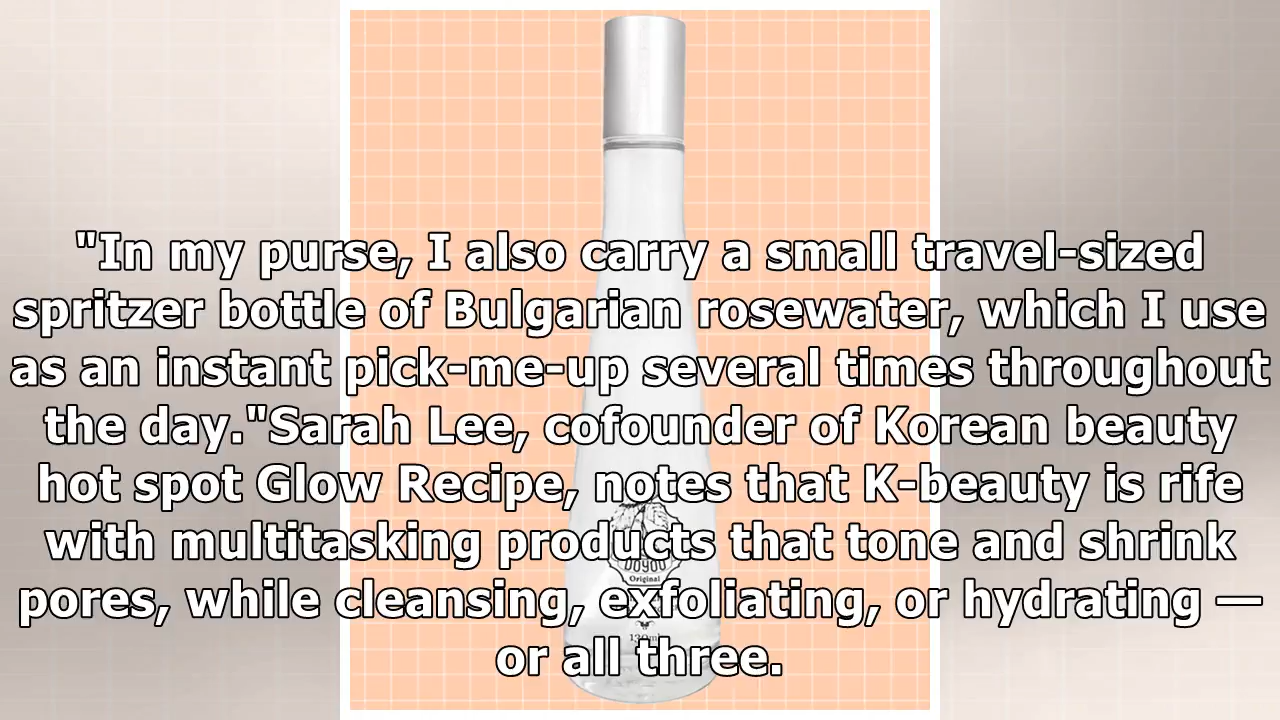 "In my purse, I also carry a small travel-sized
spritzer bottle of Bulgarian rosewater, which I use
as an instant pick-me-up several times throughout
the day."Sarah Lee, cofounder of Korean beauty
hot spot Glow Recipe, notes that K-beauty is rife
with multitasking products that tone and shrink
Original
pores, while cleansing, exfoliating, or hydrating —
or all three.